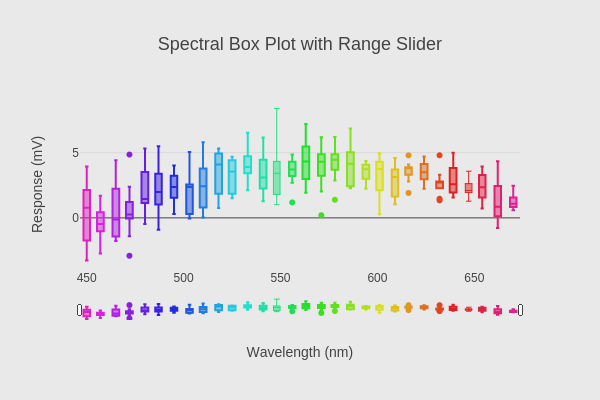 Spectral Box Plot with Range Slider
Response (mV)
5
0
450 500 550 600 650
Wavelength (nm)